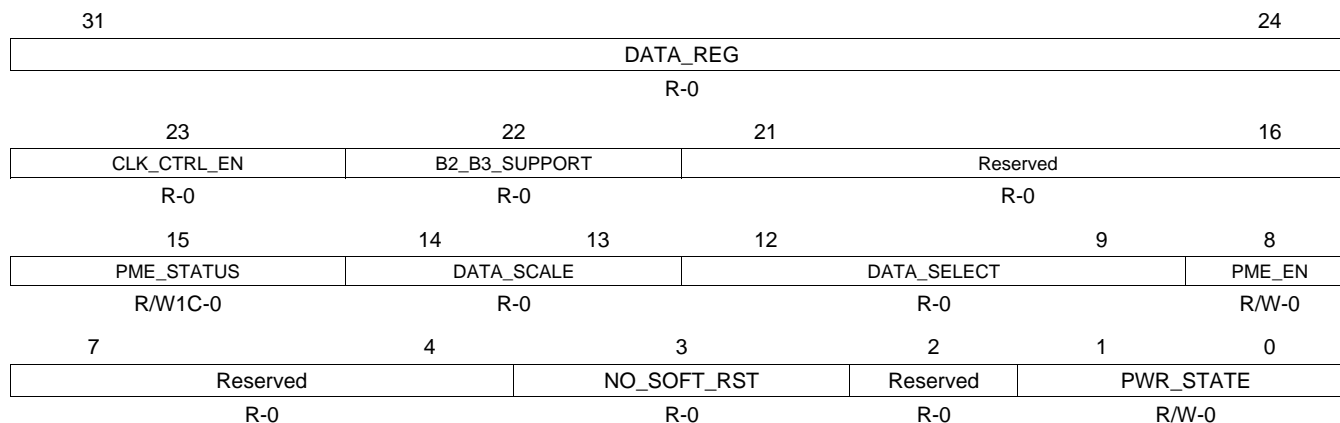 31 24
DATA_REG
R-0
23 22 21 16
CLK_CTRL_EN B2_B3_SUPPORT Reserved
R-0 R-0 R-0
15 14 13 12 9 8
PME_STATUS DATA_SCALE DATA_SELECT PME_EN
R/W1C-0 R-0 R-0 R/W-0
7 4 3 2 1 0
Reserved NO_SOFT_RST Reserved PWR_STATE
R-0 R-0 R-0 R/W-0